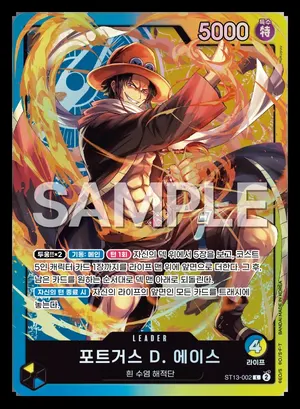 5000
특수
特
SAMPLE
두웅!!×2 기동:메인 턴 1회 자신의 덱 위에서 5장을 보고, 코스트
5인 캐릭터 카드 1장까지를 라이프 맨 위에 앞면으로 더한다. 그 후,
남은 카드를 원하는 순서대로 덱 맨 아래로 되돌린다.
자신의 턴 종료 시 자신의 라이프의 앞면인 모든 카드를 트래시에
놓는다.
LEADER
포트거스 D. 에이스
흰 수염 해적단
4
라이프
ST13-002 L 2